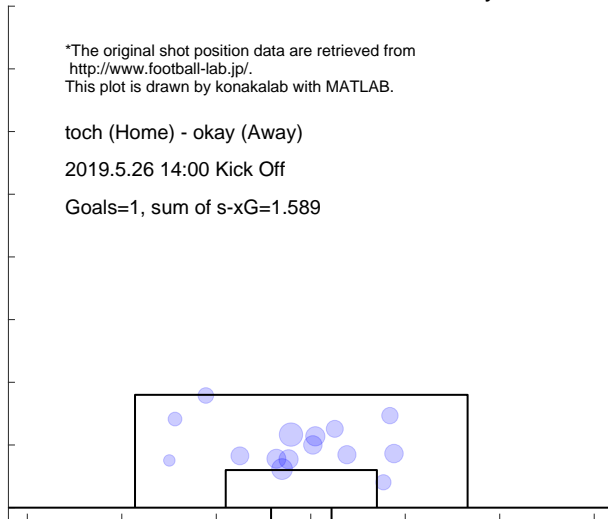 *The original shot position data are retrieved from
http://www.football-lab.jp/.
This plot is drawn by konakalab with MATLAB.
toch (Home) - okay (Away)
2019.5.26 14:00 Kick Off
Goals=1, sum of s-xG=1.589